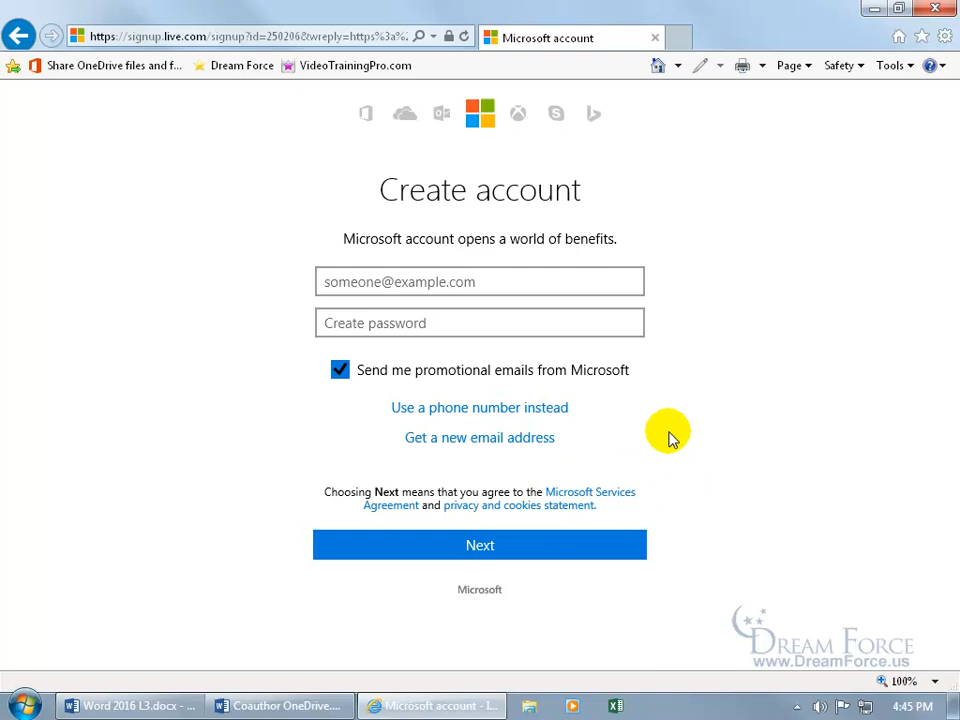 https://signup.live.com/signup?id=250206&wreply=https%3a%2
Microsoft account
Share OneDrive files and f...
Dream Force
VideoTrainingPro.com
Page
Safety
Tools
Create account
Microsoft account opens a world of benefits.
someone@example.com
Create password
Send me promotional emails from Microsoft
Use a phone number instead
Get a new email address
Choosing Next means that you agree to the Microsoft Services
Agreement and privacy and cookies statement.
Next
Microsoft
DREAM FORCE
www.DreamForce.us
100%
Word 2016 L3.docx - ...
Coauthor OneDrive....
Microsoft account - I...
4:45 PM